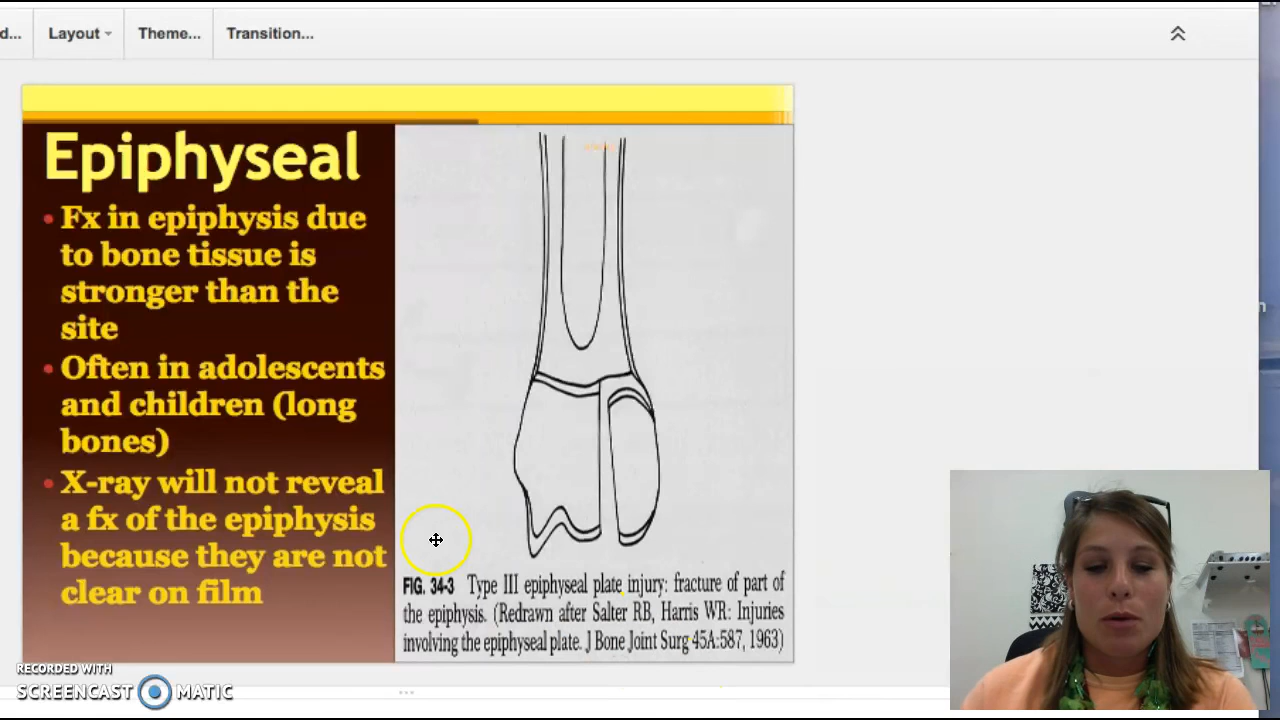 d... Layout Theme... Transition...
Epiphyseal
• Fx in epiphysis due
to bone tissue is
stronger than the
site
• Often in adolescents
and children (long
bones)
• X-ray will not reveal
a fx of the epiphysis
because they are not
clear on film
FIG. 34-3 Type III epiphyseal plate injury: fracture of part of
the epiphysis. (Redrawn after Salter RB, Harris WR: Injuries
involving the epiphyseal plate. J Bone Joint Surg 45A:587, 1963)
RECORDED WITH
SCREENCAST MATIC